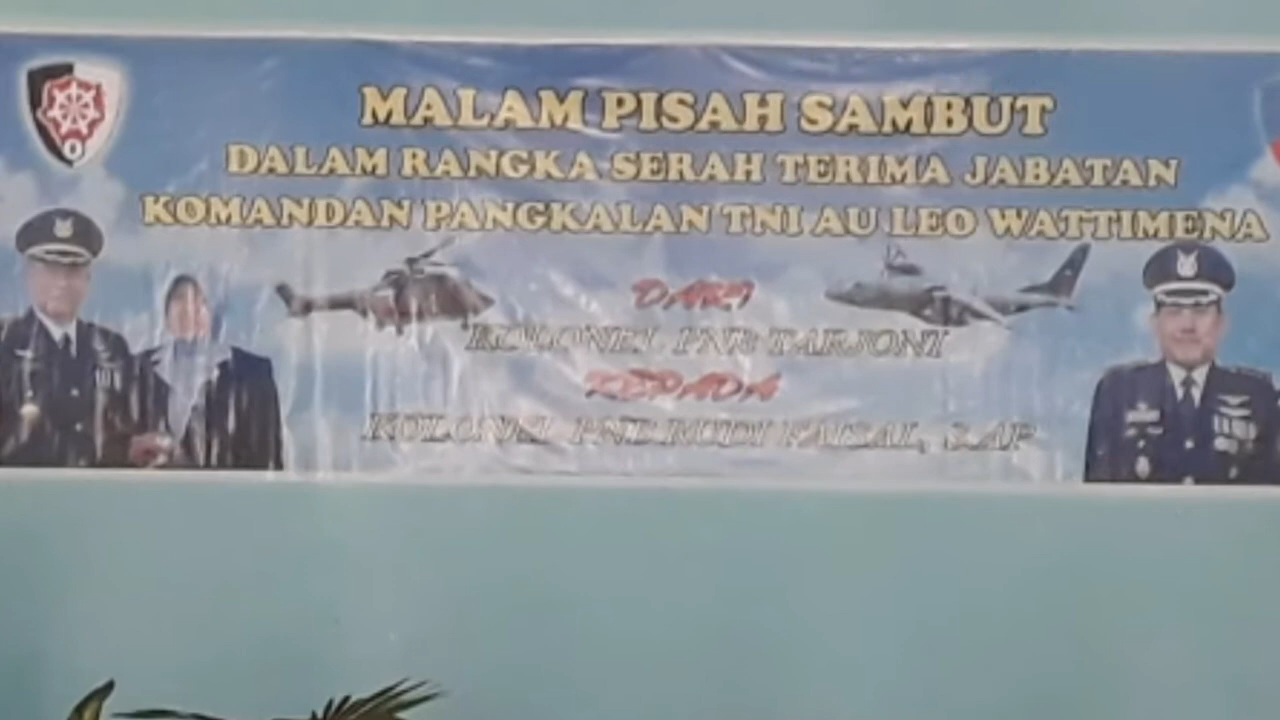 MALAM PISAH SAMBUT
DALAM RANGKA SERAH TERIMA JABATAN
KOMANDAN PANGKALAN TNI AU LEO WATTIMENA
DARI
KOLONEL PNB TARJONI
KEPADA
KOLONEL PNB RUDI FAISAL, S.AP